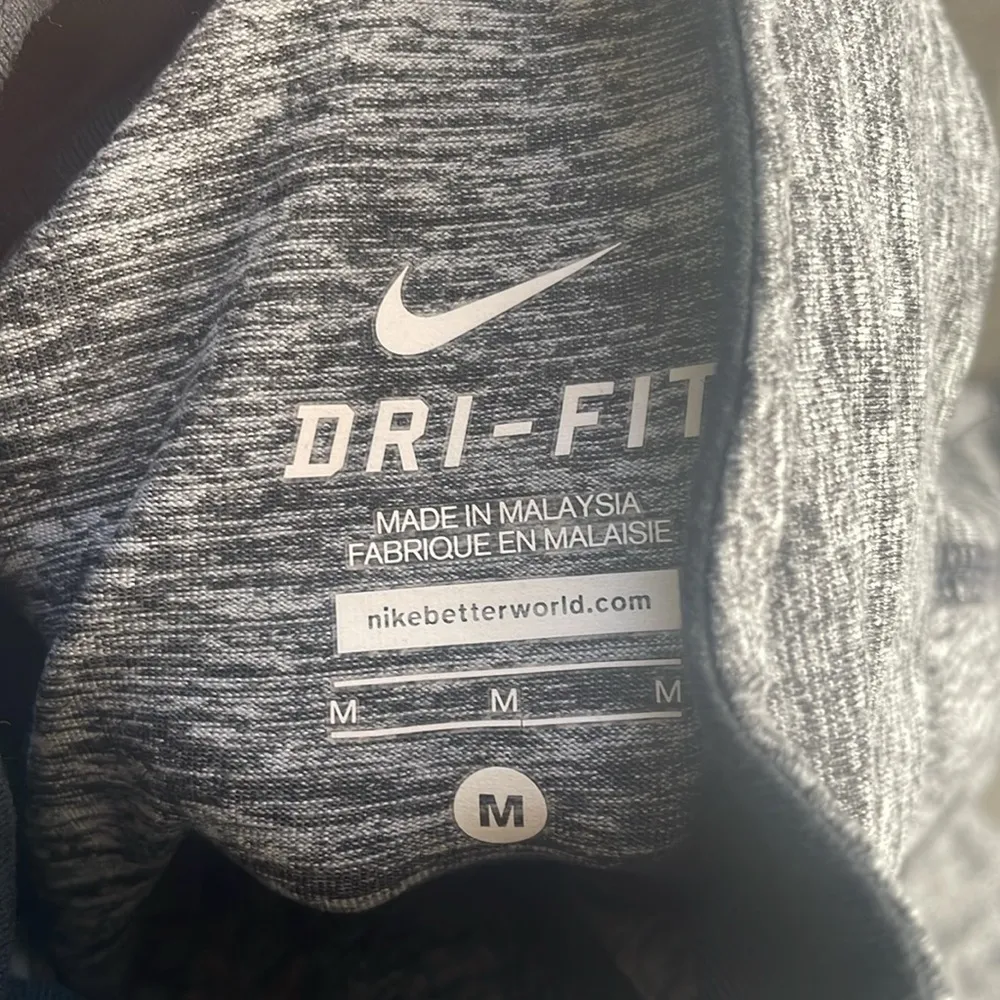 DRI-FIT
MADE IN MALAYSIA
FABRIQUE EN MALAISIE
nikebetterworld.com
M M M
M